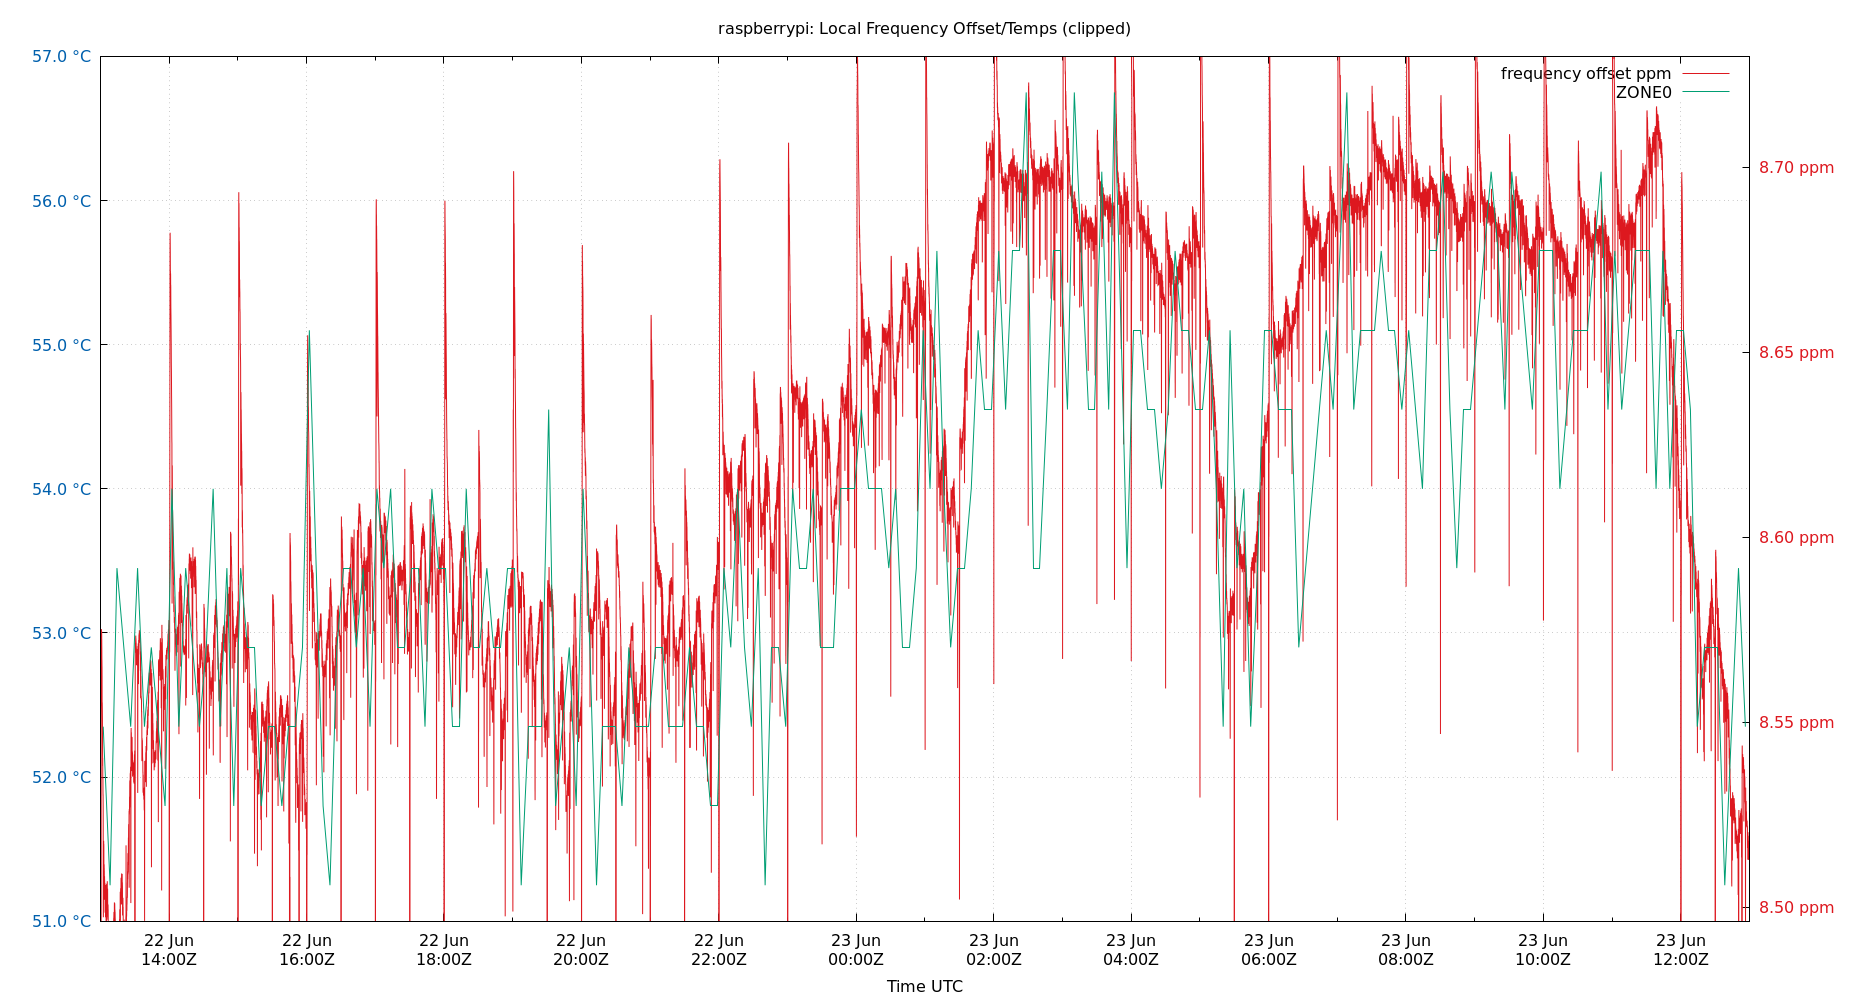 raspberrypi: Local Frequency Offset/Temps (clipped)
57.0 °C
56.0 °C
55.0 °C
54.0 °C
53.0 °C
52.0 °C
51.0 °C
frequency offset ppm
ZONE0
8.70 ppm
8.65 ppm
8.60 ppm
8.55 ppm
8.50 ppm
22 Jun 22 Jun 22 Jun 22 Jun 22 Jun 23 Jun 23 Jun 23 Jun 23 Jun 23 Jun 23 Jun 23 Jun
14:00Z 16:00Z 18:00Z 20:00Z 22:00Z 00:00Z 02:00Z 04:00Z 06:00Z 08:00Z 10:00Z 12:00Z
Time UTC